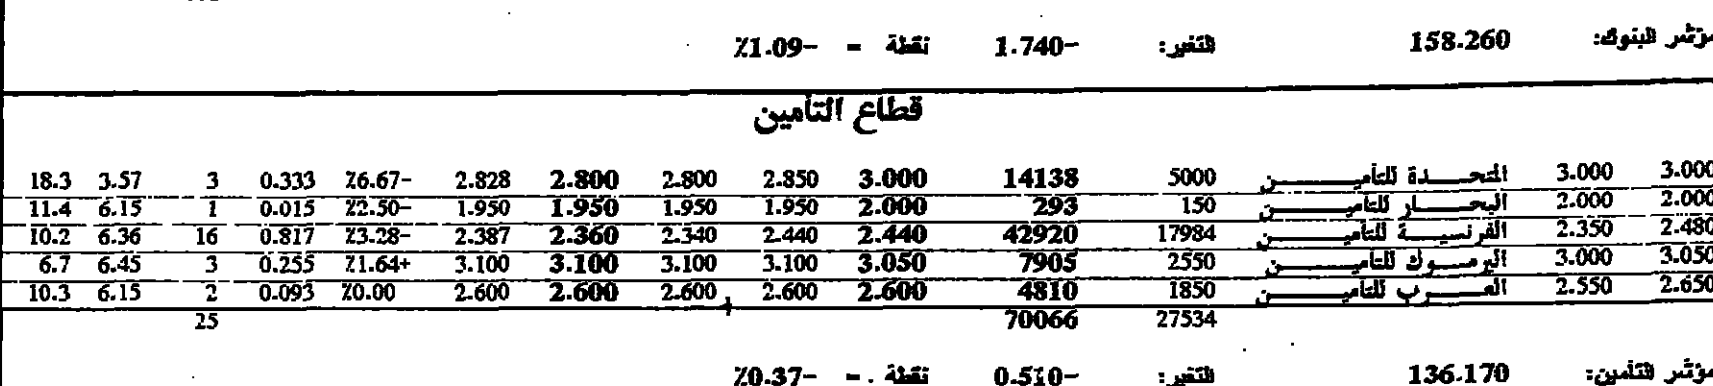 مؤشر البنوك: 158.260 التغير: -1.740 نقطة = -1.09٪
قطاع التأمين
3.000 3.000 المتحدة للتأمين 5000 14138 3.000 2.850 2.800 2.800 2.828 -6.67٪ 0.333 3 3.57 18.3
2.000 2.000 البحار للتأمين 150 293 2.000 1.950 1.950 1.950 1.950 -2.50٪ 0.015 1 6.15 11.4
2.480 2.350 الفرنسية للتأمين 17984 42920 2.440 2.440 2.340 2.360 2.387 -3.28٪ 0.817 16 6.36 10.2
3.050 3.000 اليرموك للتأمين 2550 7905 3.050 3.100 3.100 3.100 3.100 +1.64٪ 0.255 3 6.45 6.7
2.650 2.550 العرب للتأمين 1850 4810 2.600 2.600 2.600 2.600 2.600 0.00٪ 0.093 2 6.15 10.3
27534 70066 25
مؤشر التأمين: 136.170 التغير: -0.510 نقطة = -0.37٪